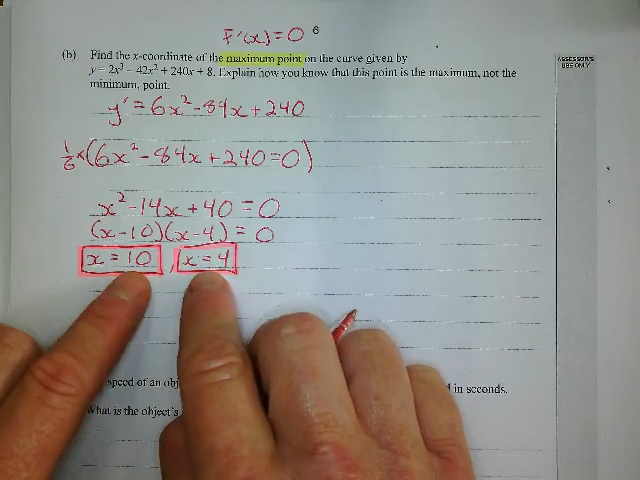 F'(x)=0 6
(b) Find the x-coordinate of the maximum point on the curve given by
y = 2x³ – 42x² + 240x + 8. Explain how you know that this point is the maximum, not the
minimum, point.
ASSESSOR'S
USE ONLY
y' = 6x² - 84x + 240
1/6 × (6x² - 84x + 240 = 0)
x² - 14x + 40 = 0
(x - 10)(x - 4) = 0
x = 10 , x = 4
speed of an
in seconds.
What is the object's